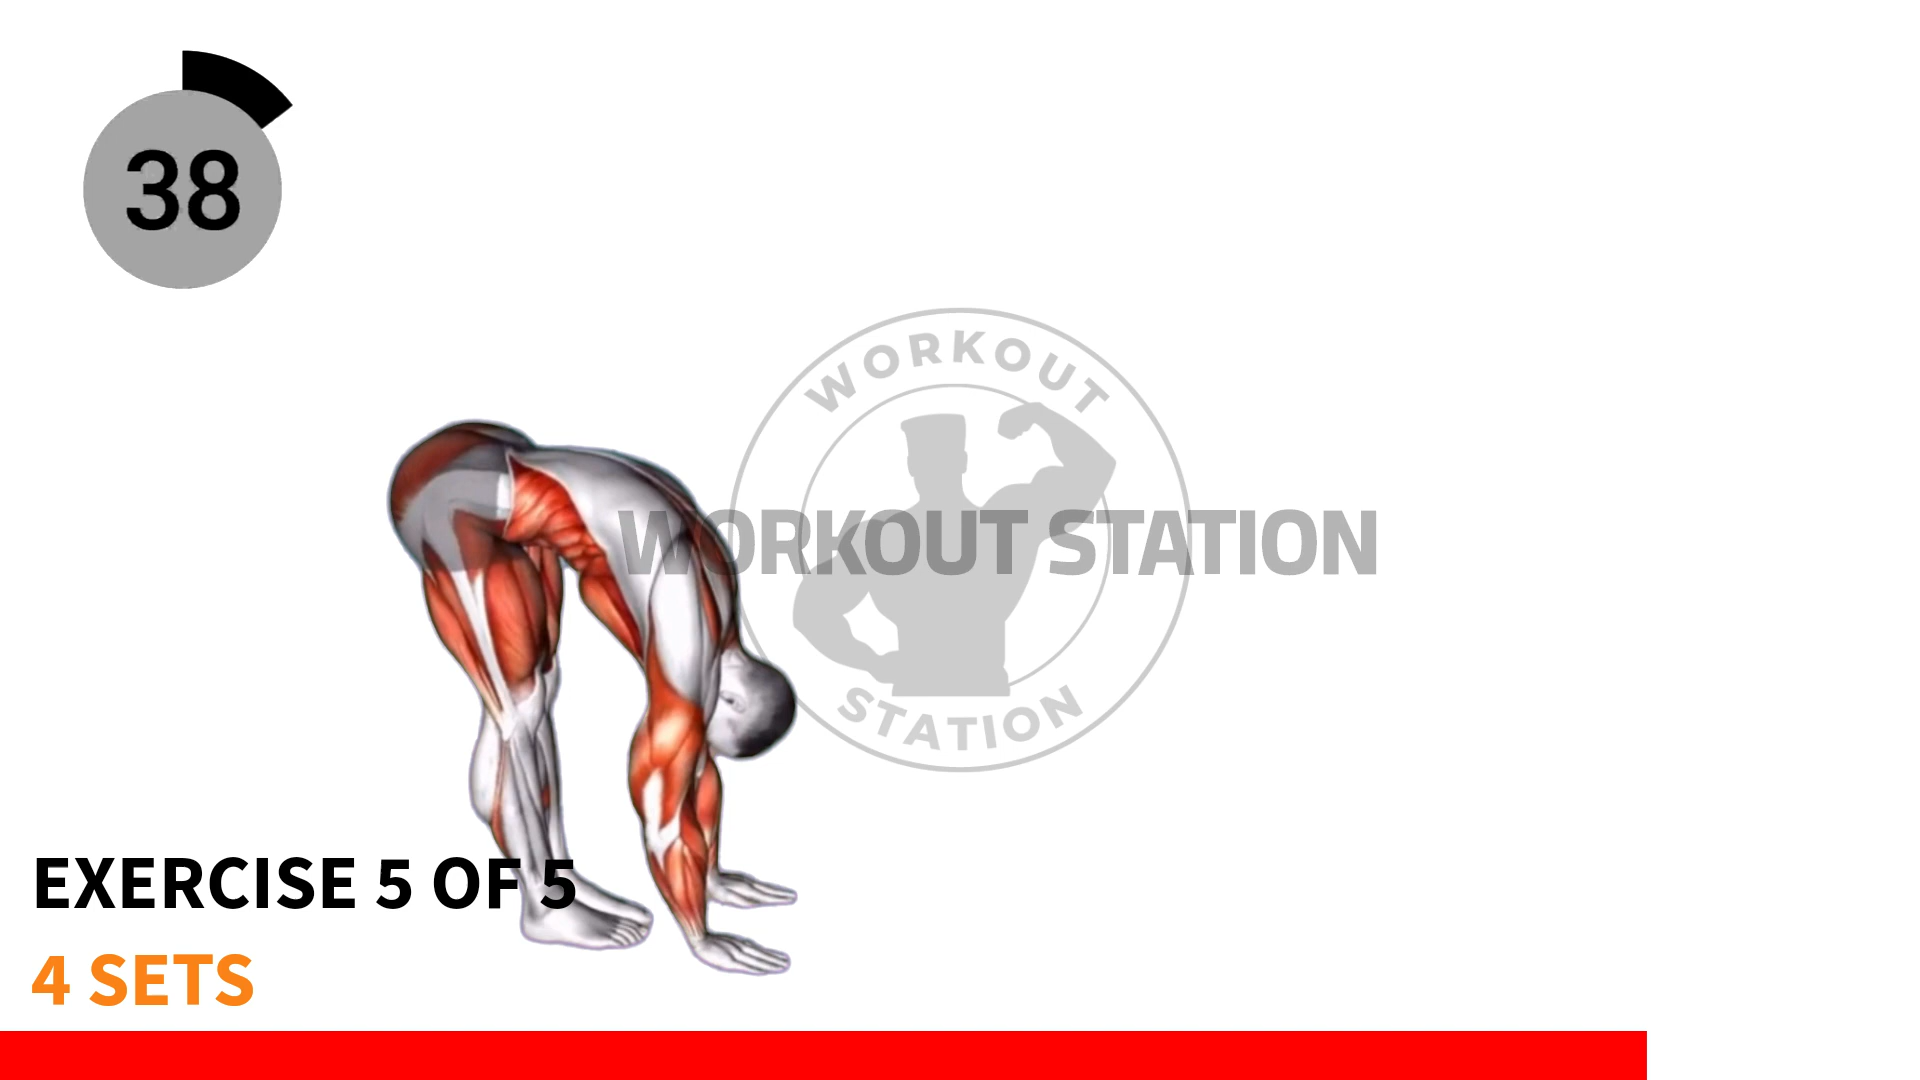 38
WORKOUT
WORKOUT STATION
STATION
EXERCISE 5 OF 5
4 SETS